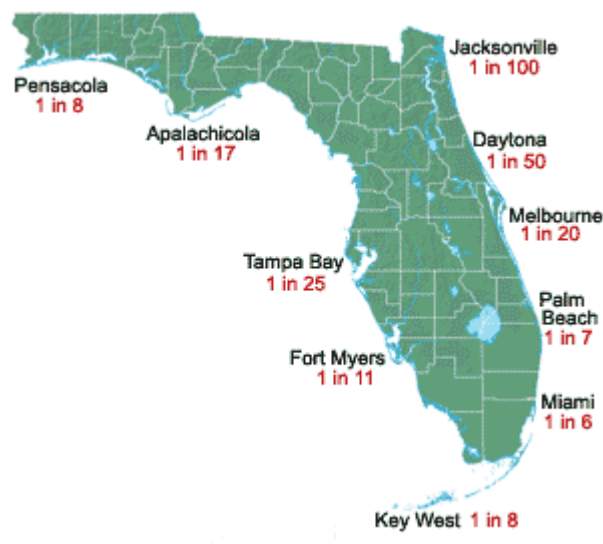 Jacksonville
1 in 100
Pensacola
1 in 8
Apalachicola
1 in 17
Daytona
1 in 50
Melbourne
1 in 20
Tampa Bay
1 in 25
Palm
Beach
1 in 7
Fort Myers
1 in 11
Miami
1 in 6
Key West 1 in 8